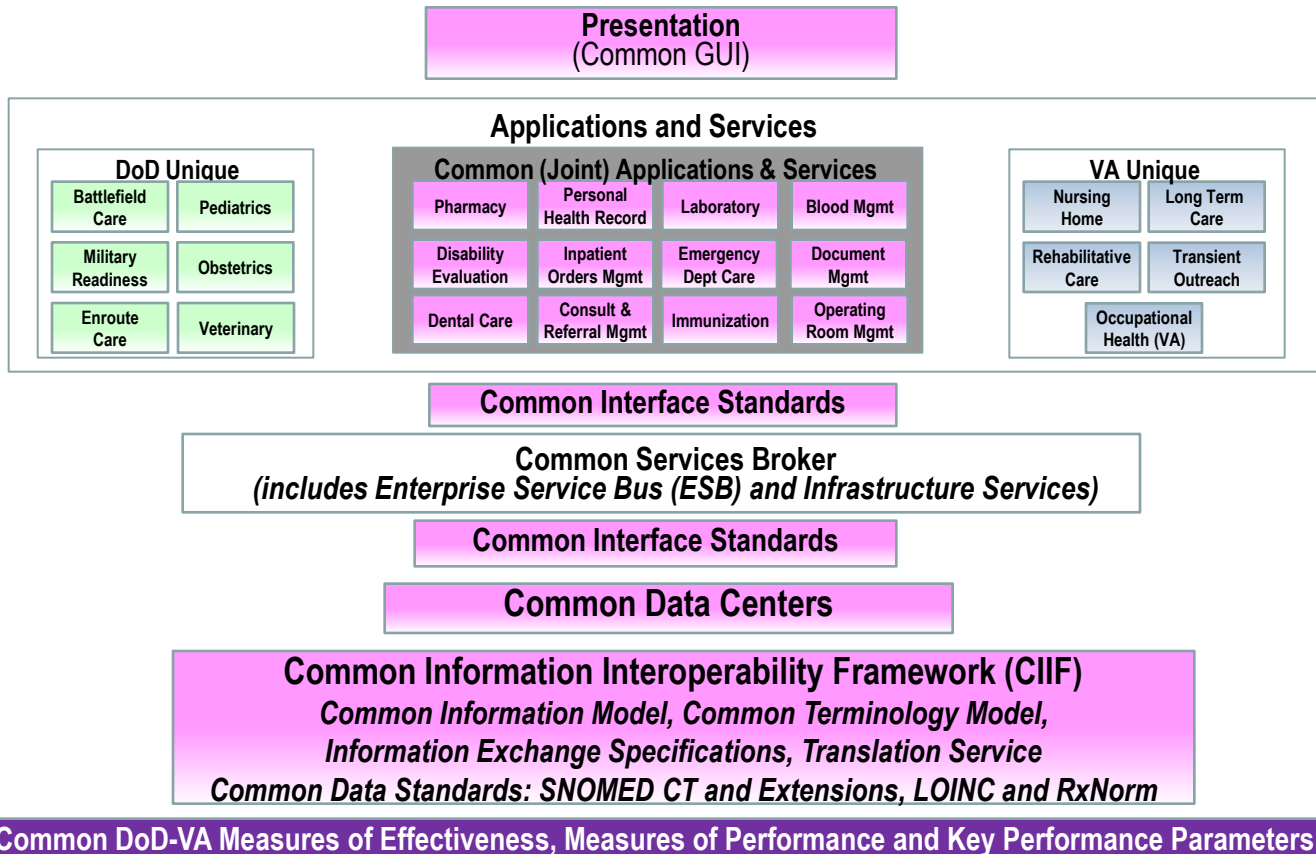 Presentation
(Common GUI)
Applications and Services
DoD Unique
Battlefield
Care
Pediatrics
Military
Readiness
Obstetrics
Enroute
Care
Veterinary
Common (Joint) Applications & Services
Pharmacy
Personal
Health Record
Laboratory
Blood Mgmt
Disability
Evaluation
Inpatient
Orders Mgmt
Emergency
Dept Care
Document
Mgmt
Dental Care
Consult &
Referral Mgmt
Immunization
Operating
Room Mgmt
VA Unique
Nursing
Home
Long Term
Care
Rehabilitative
Care
Transient
Outreach
Occupational
Health (VA)
Common Interface Standards
Common Services Broker
(includes Enterprise Service Bus (ESB) and Infrastructure Services)
Common Interface Standards
Common Data Centers
Common Information Interoperability Framework (CIIF)
Common Information Model, Common Terminology Model,
Information Exchange Specifications, Translation Service
Common Data Standards: SNOMED CT and Extensions, LOINC and RxNorm
Common DoD-VA Measures of Effectiveness, Measures of Performance and Key Performance Parameters